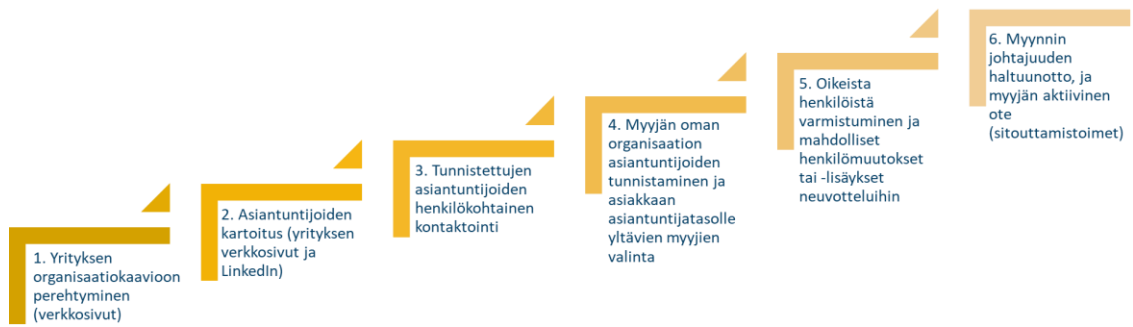 1. Yrityksen
organisaatiokaavioon
perehtyminen
(verkkosivut)
2. Asiantuntijoiden
kartoitus (yrityksen
verkkosivut ja
LinkedIn)
3. Tunnistettujen
asiantuntijoiden
henkilökohtainen
kontaktointi
4. Myyjän oman
organisaation
asiantuntijoiden
tunnistaminen ja
asiakkaan
asiantuntijatasolle
yltävien myyjien
valinta
5. Oikeista
henkilöistä
varmistuminen ja
mahdolliset
henkilömuutokset
tai -lisäykset
neuvotteluihin
6. Myynnin
johtajuuden
haltuunotto, ja
myyjän aktiivinen
ote
(sitouttamistoimet)